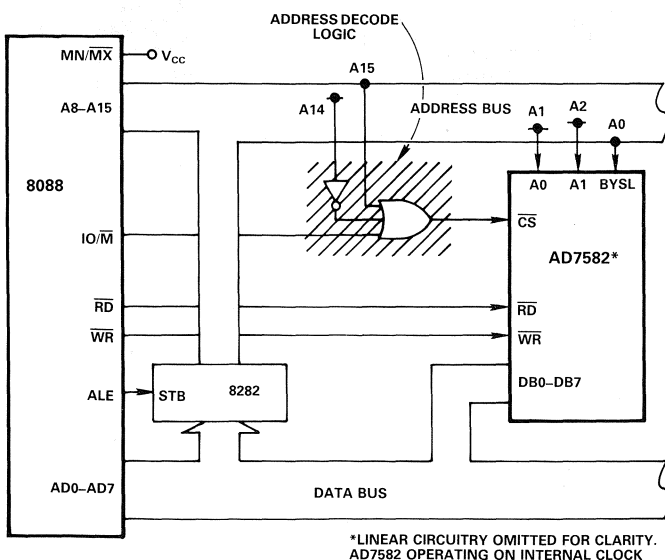 ADDRESS DECODE
LOGIC
MN/MX
VCC
A15
A8–A15
A14
ADDRESS BUS
A1
A2
A0
8088
A0
A1
BYSL
CS
IO/M
AD7582*
RD
RD
WR
WR
ALE
STB
8282
DB0–DB7
AD0–AD7
DATA BUS
*LINEAR CIRCUITRY OMITTED FOR CLARITY.
AD7582 OPERATING ON INTERNAL CLOCK